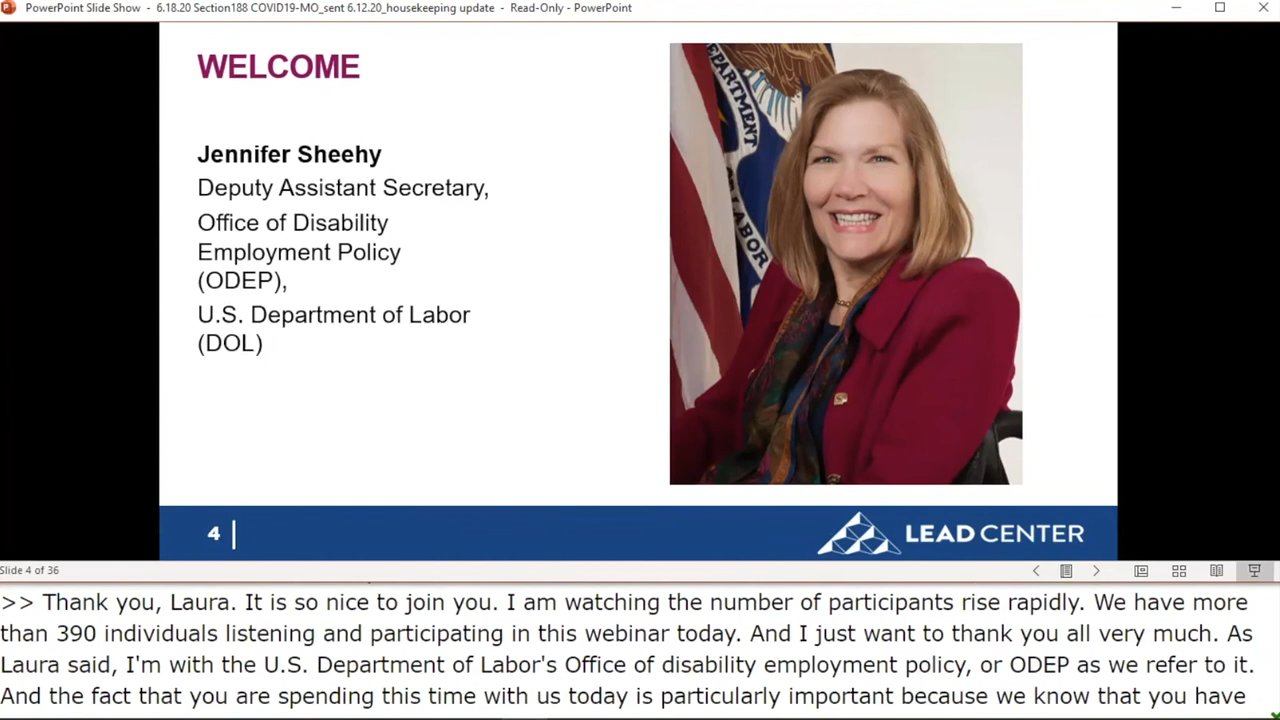 PowerPoint Slide Show - 6.18.20 Section188 COVID19-MO_sent 6.12.20_housekeeping update - Read-Only - PowerPoint
WELCOME
Jennifer Sheehy
Deputy Assistant Secretary,
Office of Disability
Employment Policy
(ODEP),
U.S. Department of Labor
(DOL)
DEPARTMENT
OF LABOR
4
LEAD CENTER
Slide 4 of 36
>> Thank you, Laura. It is so nice to join you. I am watching the number of participants rise rapidly. We have more
than 390 individuals listening and participating in this webinar today. And I just want to thank you all very much. As
Laura said, I'm with the U.S. Department of Labor's Office of disability employment policy, or ODEP as we refer to it.
And the fact that you are spending this time with us today is particularly important because we know that you have